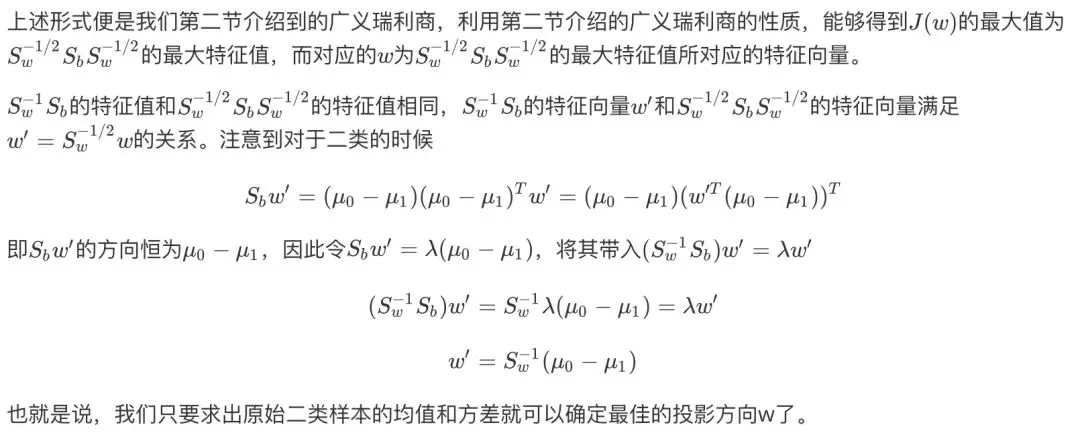 上述形式便是我们第二节介绍到的广义瑞利商，利用第二节介绍的广义瑞利商的性质，能够得到$J(w)$的最大值为
$S_w^{-1/2}S_bS_w^{-1/2}$的最大特征值，而对应的$w$为$S_w^{-1/2}S_bS_w^{-1/2}$的最大特征值所对应的特征向量。
$S_w^{-1}S_b$的特征值和$S_w^{-1/2}S_bS_w^{-1/2}$的特征值相同，$S_w^{-1}S_b$的特征向量$w'$和$S_w^{-1/2}S_bS_w^{-1/2}$的特征向量满足
$w' = S_w^{-1/2}w$的关系。注意到对于二类的时候
$S_bw' = (\mu_0 - \mu_1)(\mu_0 - \mu_1)^Tw' = (\mu_0 - \mu_1)(w'^T(\mu_0 - \mu_1))^T$
即$S_bw'$的方向恒为$\mu_0 - \mu_1$，因此令$S_bw' = \lambda(\mu_0 - \mu_1)$，将其带入$(S_w^{-1}S_b)w' = \lambda w'$
$(S_w^{-1}S_b)w' = S_w^{-1}\lambda(\mu_0 - \mu_1) = \lambda w'$
$w' = S_w^{-1}(\mu_0 - \mu_1)$
也就是说，我们只要求出原始二类样本的均值和方差就可以确定最佳的投影方向w了。